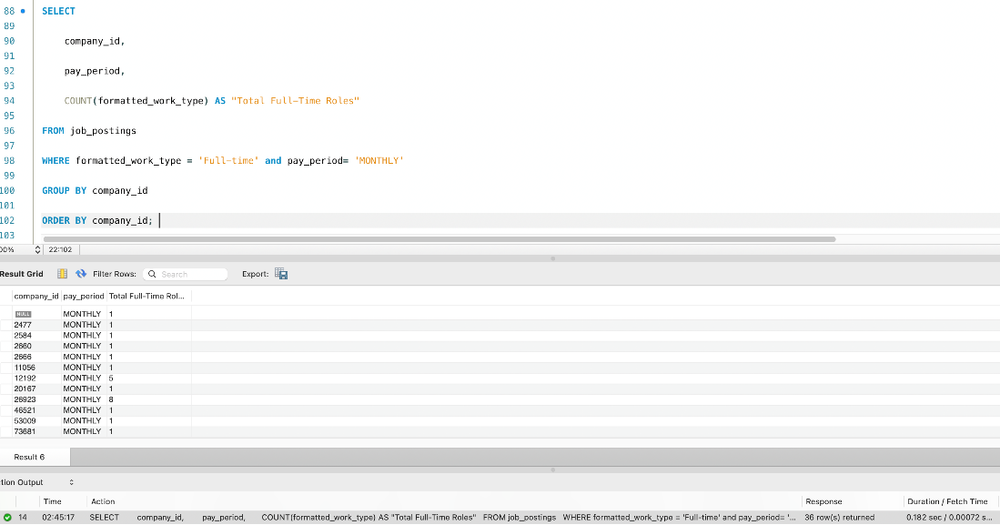 88 SELECT
89
90 company_id,
91
92 pay_period,
93
94 COUNT(formatted_work_type) AS "Total Full-Time Roles"
95
96 FROM job_postings
97
98 WHERE formatted_work_type = 'Full-time' and pay_period= 'MONTHLY'
99
100 GROUP BY company_id
101
102 ORDER BY company_id;
103
00% 22:102
Result Grid Filter Rows: Search Export:
company_id pay_period Total Full-Time Rol...
NULL MONTHLY 1
2477 MONTHLY 1
2584 MONTHLY 1
2660 MONTHLY 1
2666 MONTHLY 1
11056 MONTHLY 1
12192 MONTHLY 5
20167 MONTHLY 1
26923 MONTHLY 8
46521 MONTHLY 1
53009 MONTHLY 1
73681 MONTHLY 1
Result 6
tion Output
Time Action Response Duration / Fetch Time
14 02:45:17 SELECT company_id, pay_period, COUNT(formatted_work_type) AS "Total Full-Time Roles" FROM job_postings WHERE formatted_work_type = 'Full-time' and pay_period= '... 36 row(s) returned 0.182 sec / 0.00072 s...